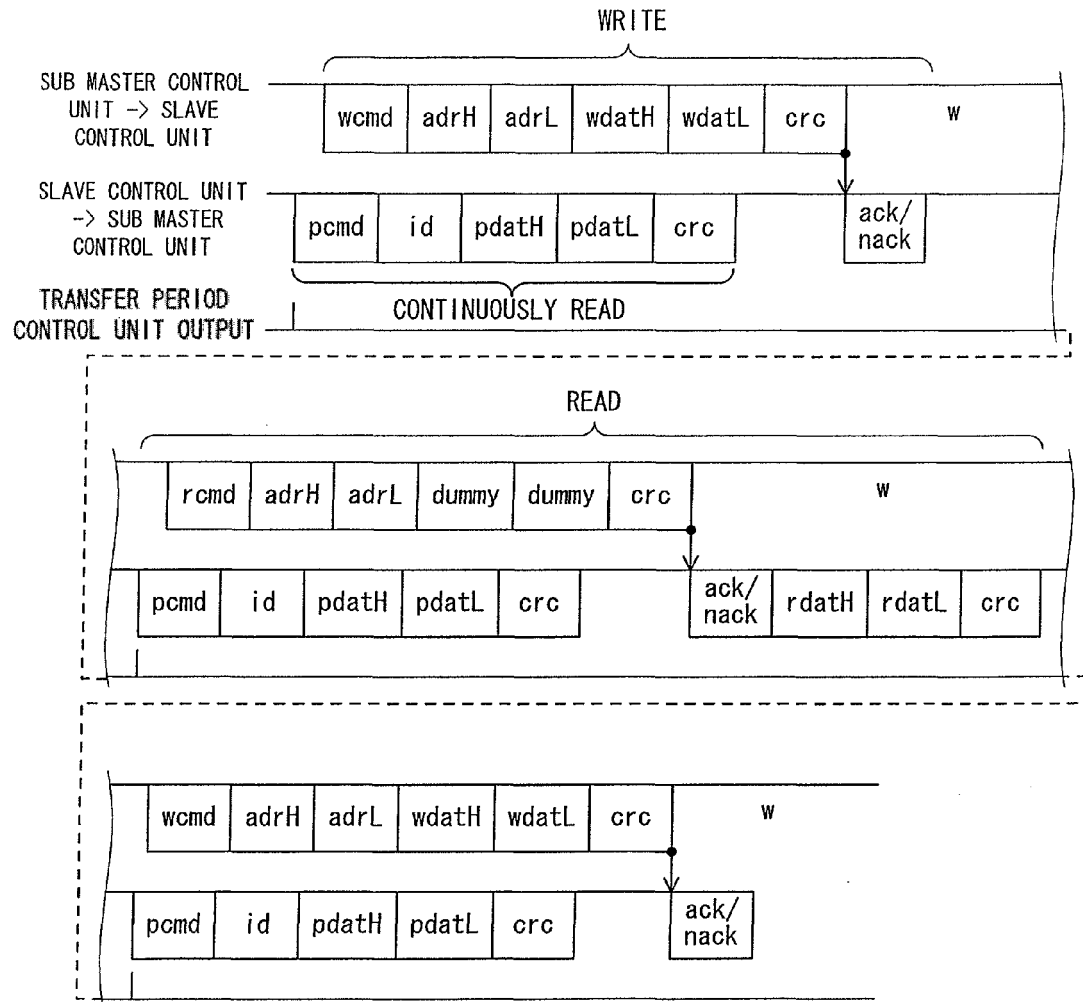 WRITE
SUB MASTER CONTROL
UNIT -> SLAVE
CONTROL UNIT
wcmd adrH adrL wdatH wdatL crc w
SLAVE CONTROL UNIT
-> SUB MASTER
CONTROL UNIT
pcmd id pdatH pdatL crc ack/
nack
CONTINUOUSLY READ
TRANSFER PERIOD
CONTROL UNIT OUTPUT
READ
rcmd adrH adrL dummy dummy crc w
pcmd id pdatH pdatL crc ack/
nack rdatH rdatL crc
wcmd adrH adrL wdatH wdatL crc w
pcmd id pdatH pdatL crc ack/
nack